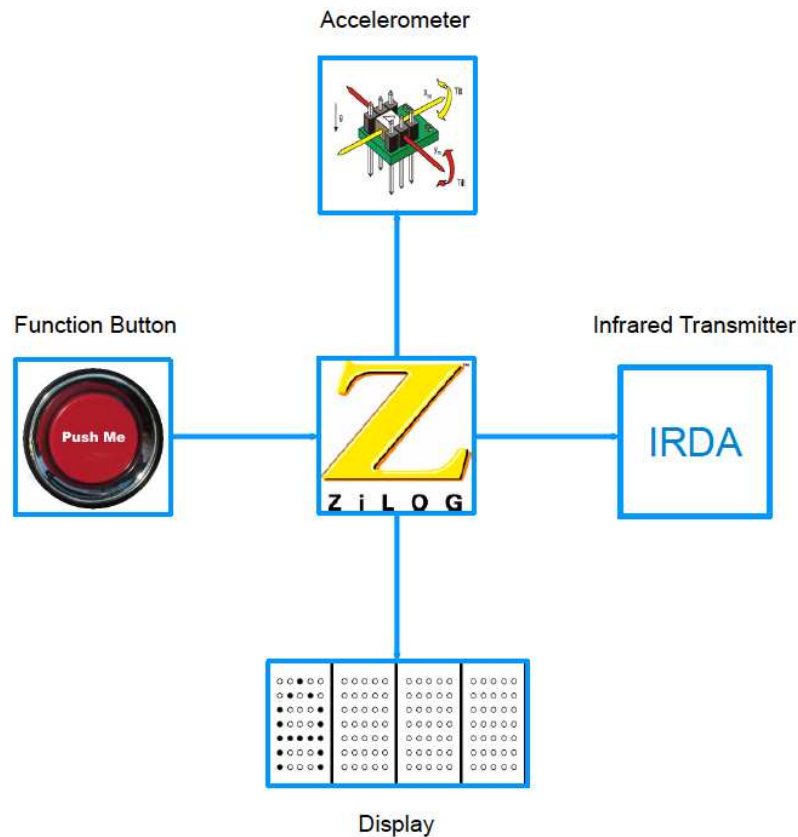 Accelerometer
Function Button
Infrared Transmitter
Push Me
ZiLOG
IRDA
Display